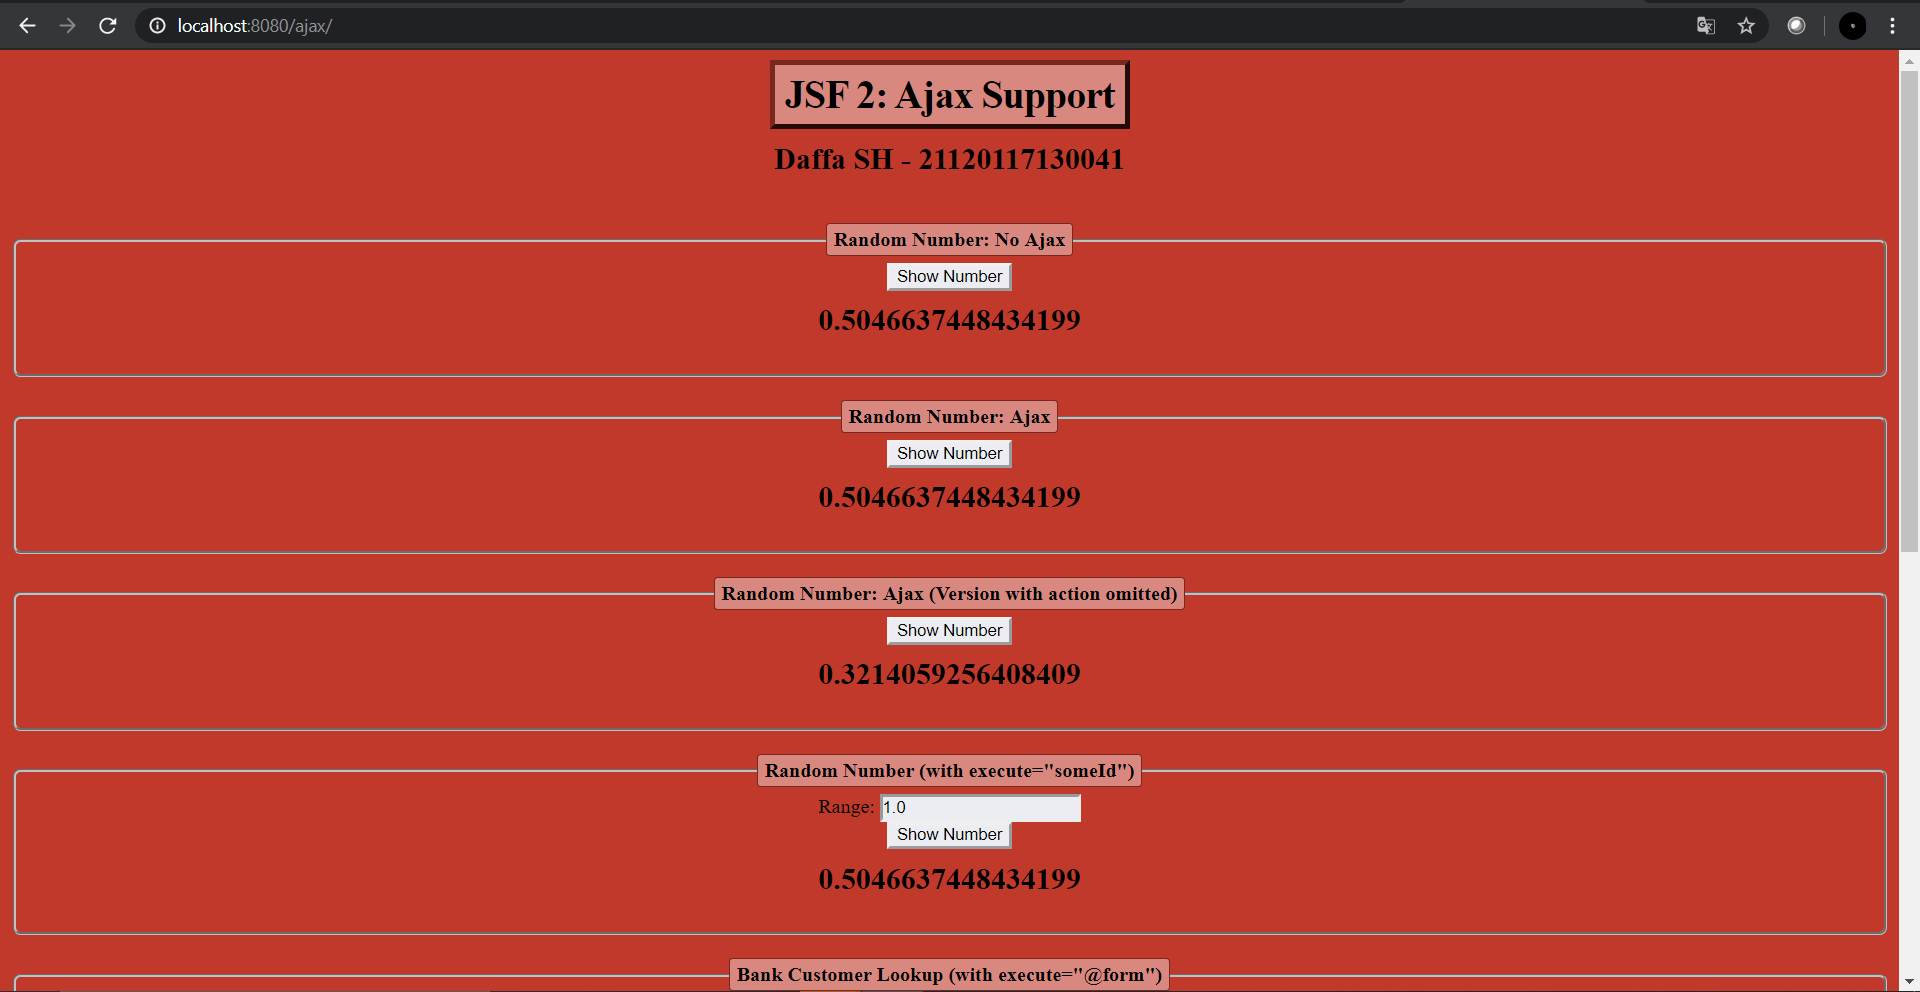 localhost:8080/ajax/
JSF 2: Ajax Support
Daffa SH - 21120117130041
Random Number: No Ajax
Show Number
0.5046637448434199
Random Number: Ajax
Show Number
0.5046637448434199
Random Number: Ajax (Version with action omitted)
Show Number
0.3214059256408409
Random Number (with execute="someId")
Range: 1.0
Show Number
0.5046637448434199
Bank Customer Lookup (with execute="@form")